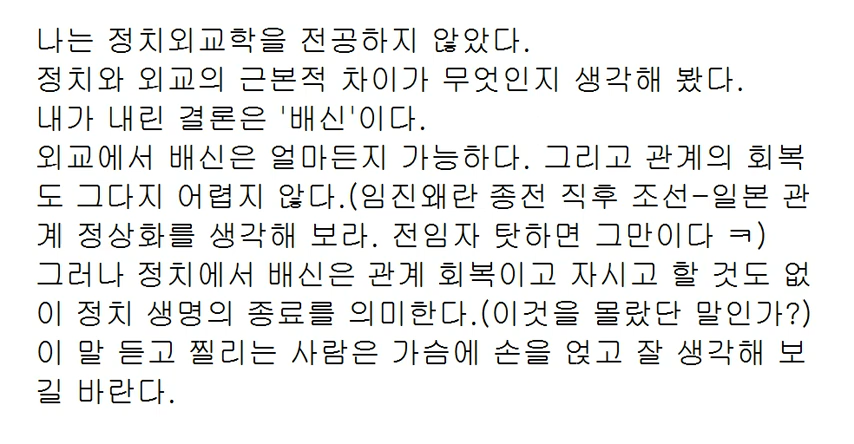 나는 정치외교학을 전공하지 않았다.
정치와 외교의 근본적 차이가 무엇인지 생각해 봤다.
내가 내린 결론은 '배신'이다.
외교에서 배신은 얼마든지 가능하다. 그리고 관계의 회복
도 그다지 어렵지 않다.(임진왜란 종전 직후 조선-일본 관
계 정상화를 생각해 보라. 전임자 탓하면 그만이다 ㅋ)
그러나 정치에서 배신은 관계 회복이고 자시고 할 것도 없
이 정치 생명의 종료를 의미한다.(이것을 몰랐단 말인가?)
이 말 듣고 찔리는 사람은 가슴에 손을 얹고 잘 생각해 보
길 바란다.